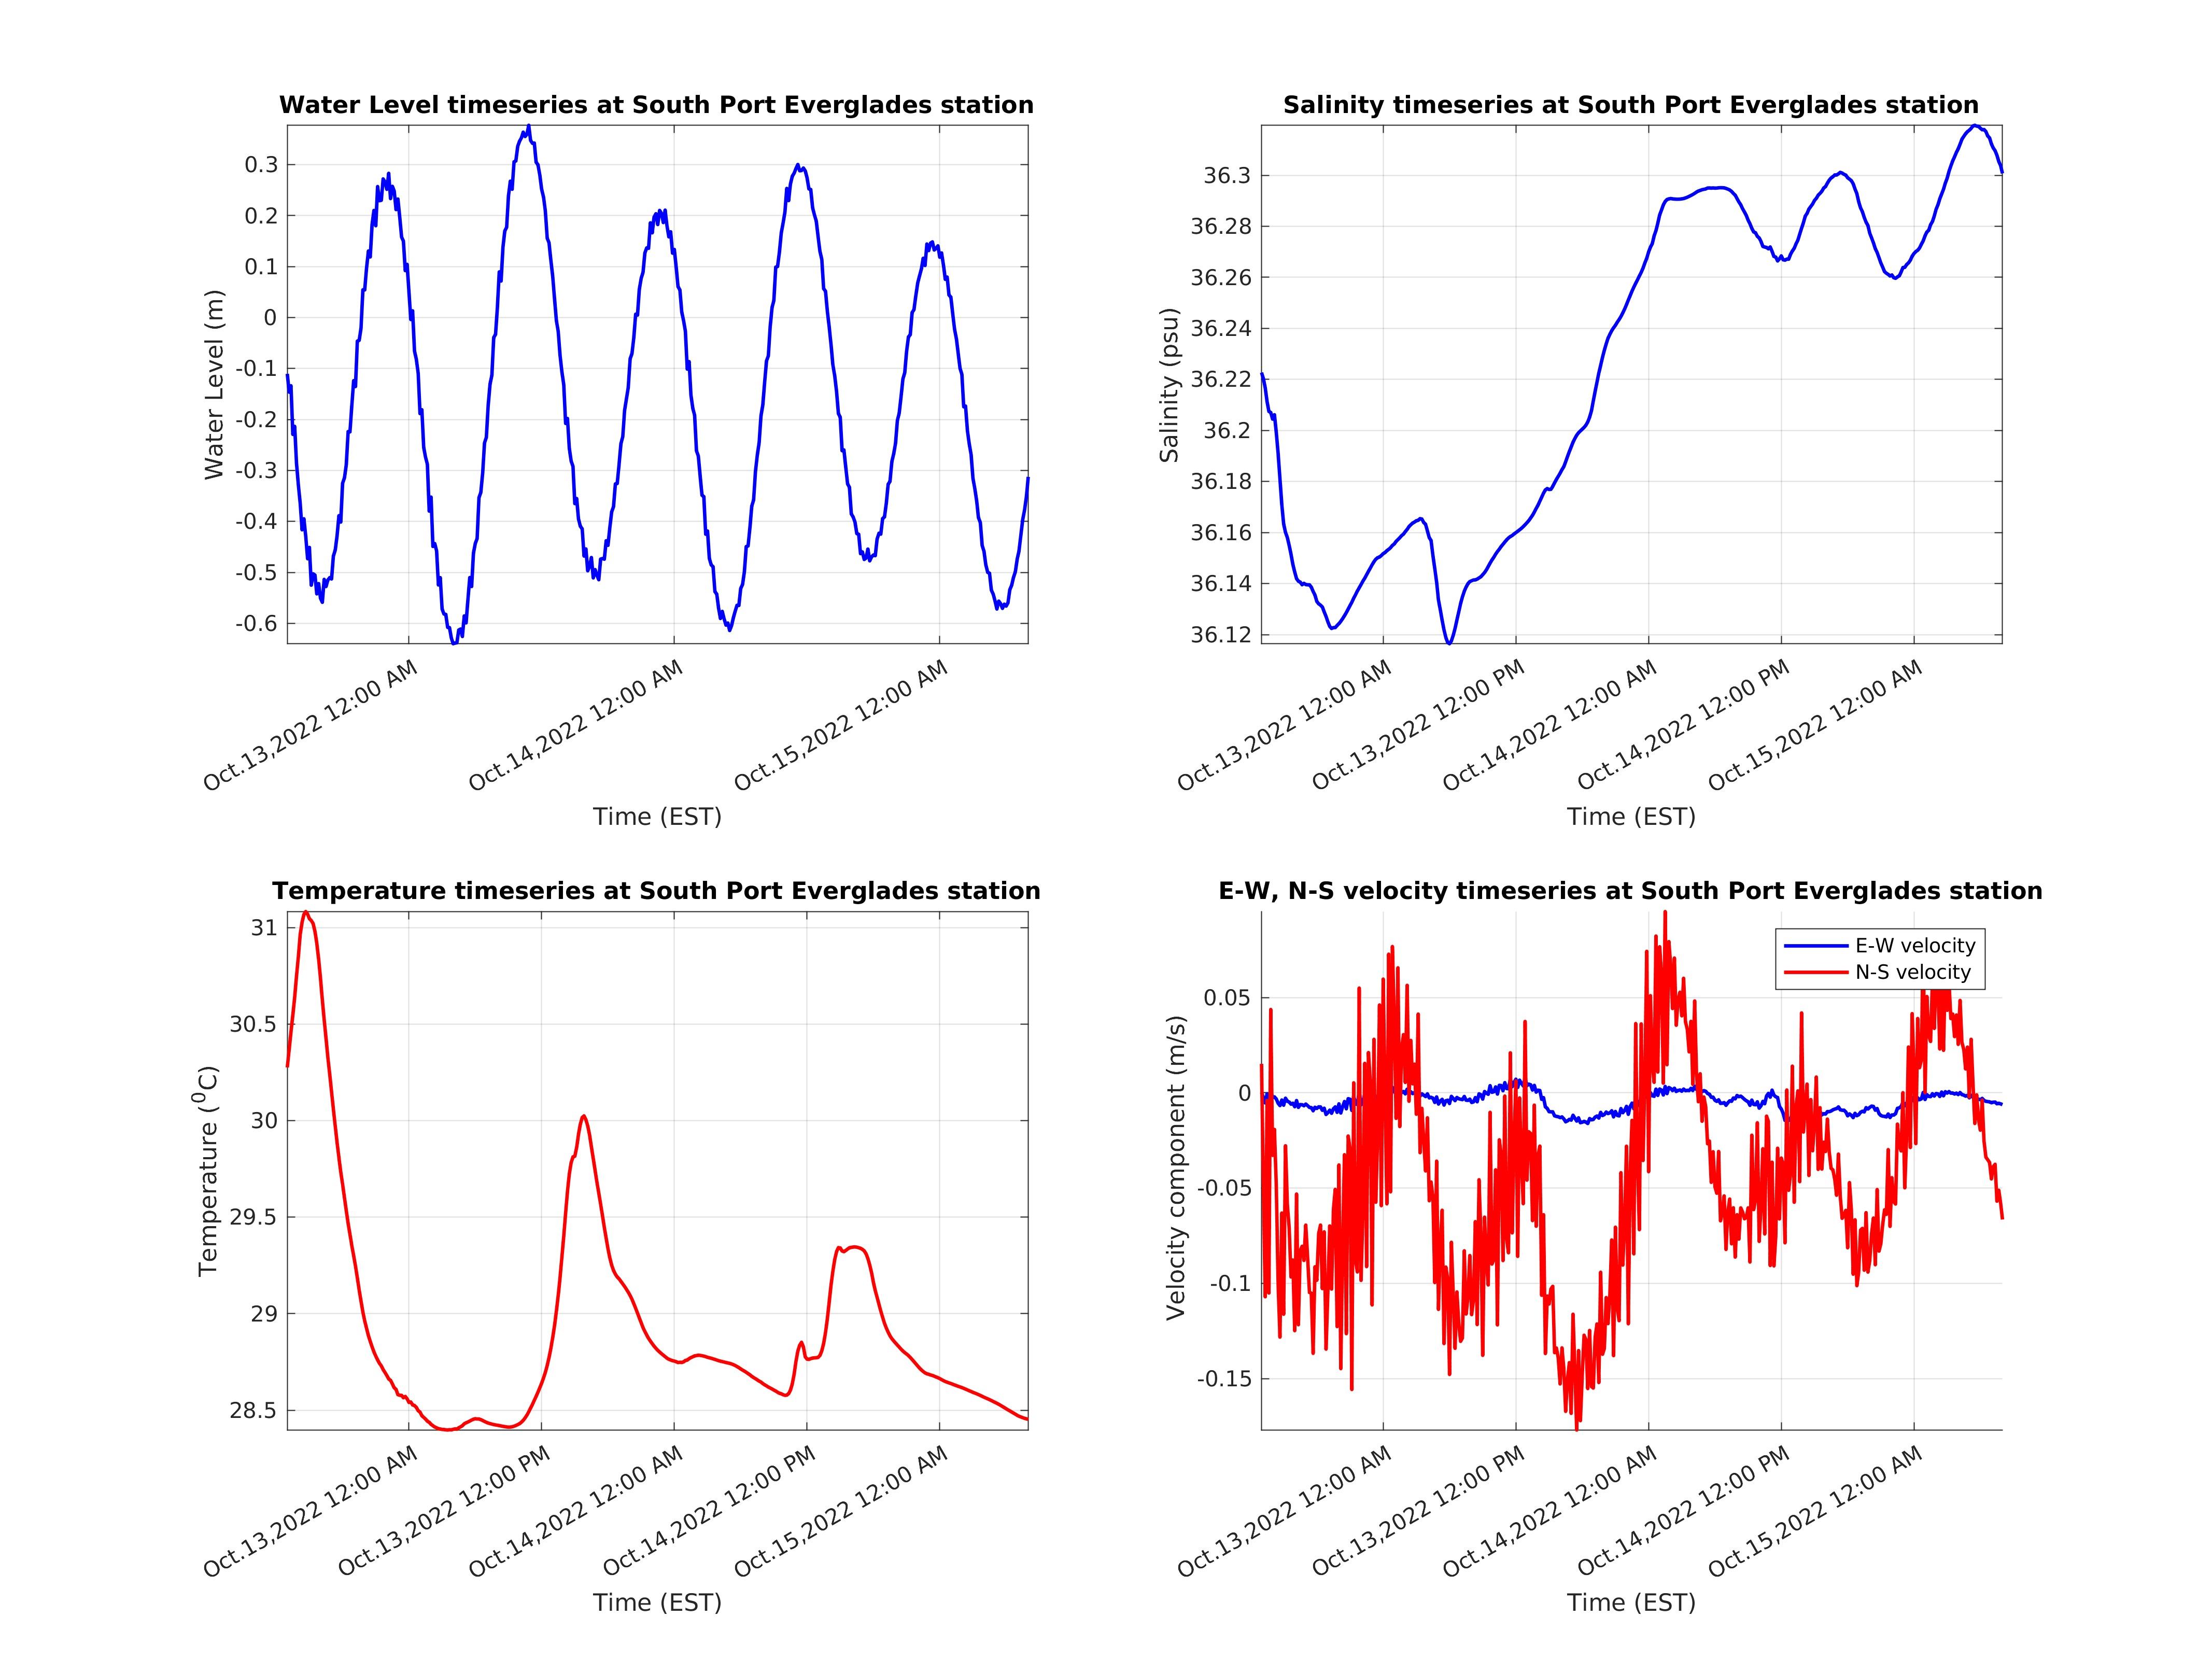 Water Level timeseries at South Port Everglades station
0.3
0.2
0.1
0
-0.1
-0.2
-0.3
-0.4
-0.5
-0.6
Water Level (m)
Oct.13,2022 12:00 AM
Oct.14,2022 12:00 AM
Oct.15,2022 12:00 AM
Time (EST)
Salinity timeseries at South Port Everglades station
36.3
36.28
36.26
36.24
36.22
36.2
36.18
36.16
36.14
36.12
Salinity (psu)
Oct.13,2022 12:00 AM
Oct.13,2022 12:00 PM
Oct.14,2022 12:00 AM
Oct.14,2022 12:00 PM
Oct.15,2022 12:00 AM
Time (EST)
Temperature timeseries at South Port Everglades station
31
30.5
30
29.5
29
28.5
Temperature (⁰C)
Oct.13,2022 12:00 AM
Oct.13,2022 12:00 PM
Oct.14,2022 12:00 AM
Oct.14,2022 12:00 PM
Oct.15,2022 12:00 AM
Time (EST)
E-W, N-S velocity timeseries at South Port Everglades station
E-W velocity
N-S velocity
0.05
0
-0.05
-0.1
-0.15
Velocity component (m/s)
Oct.13,2022 12:00 AM
Oct.13,2022 12:00 PM
Oct.14,2022 12:00 AM
Oct.14,2022 12:00 PM
Oct.15,2022 12:00 AM
Time (EST)